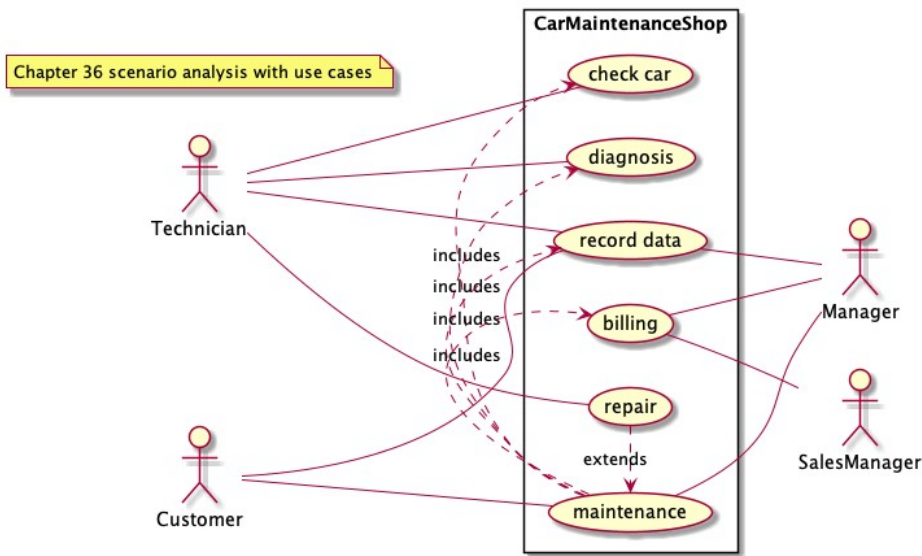 CarMaintenanceShop
Chapter 36 scenario analysis with use cases
check car
diagnosis
Technician
record data
includes
includes
includes
includes
billing
Manager
repair
extends
SalesManager
Customer
maintenance